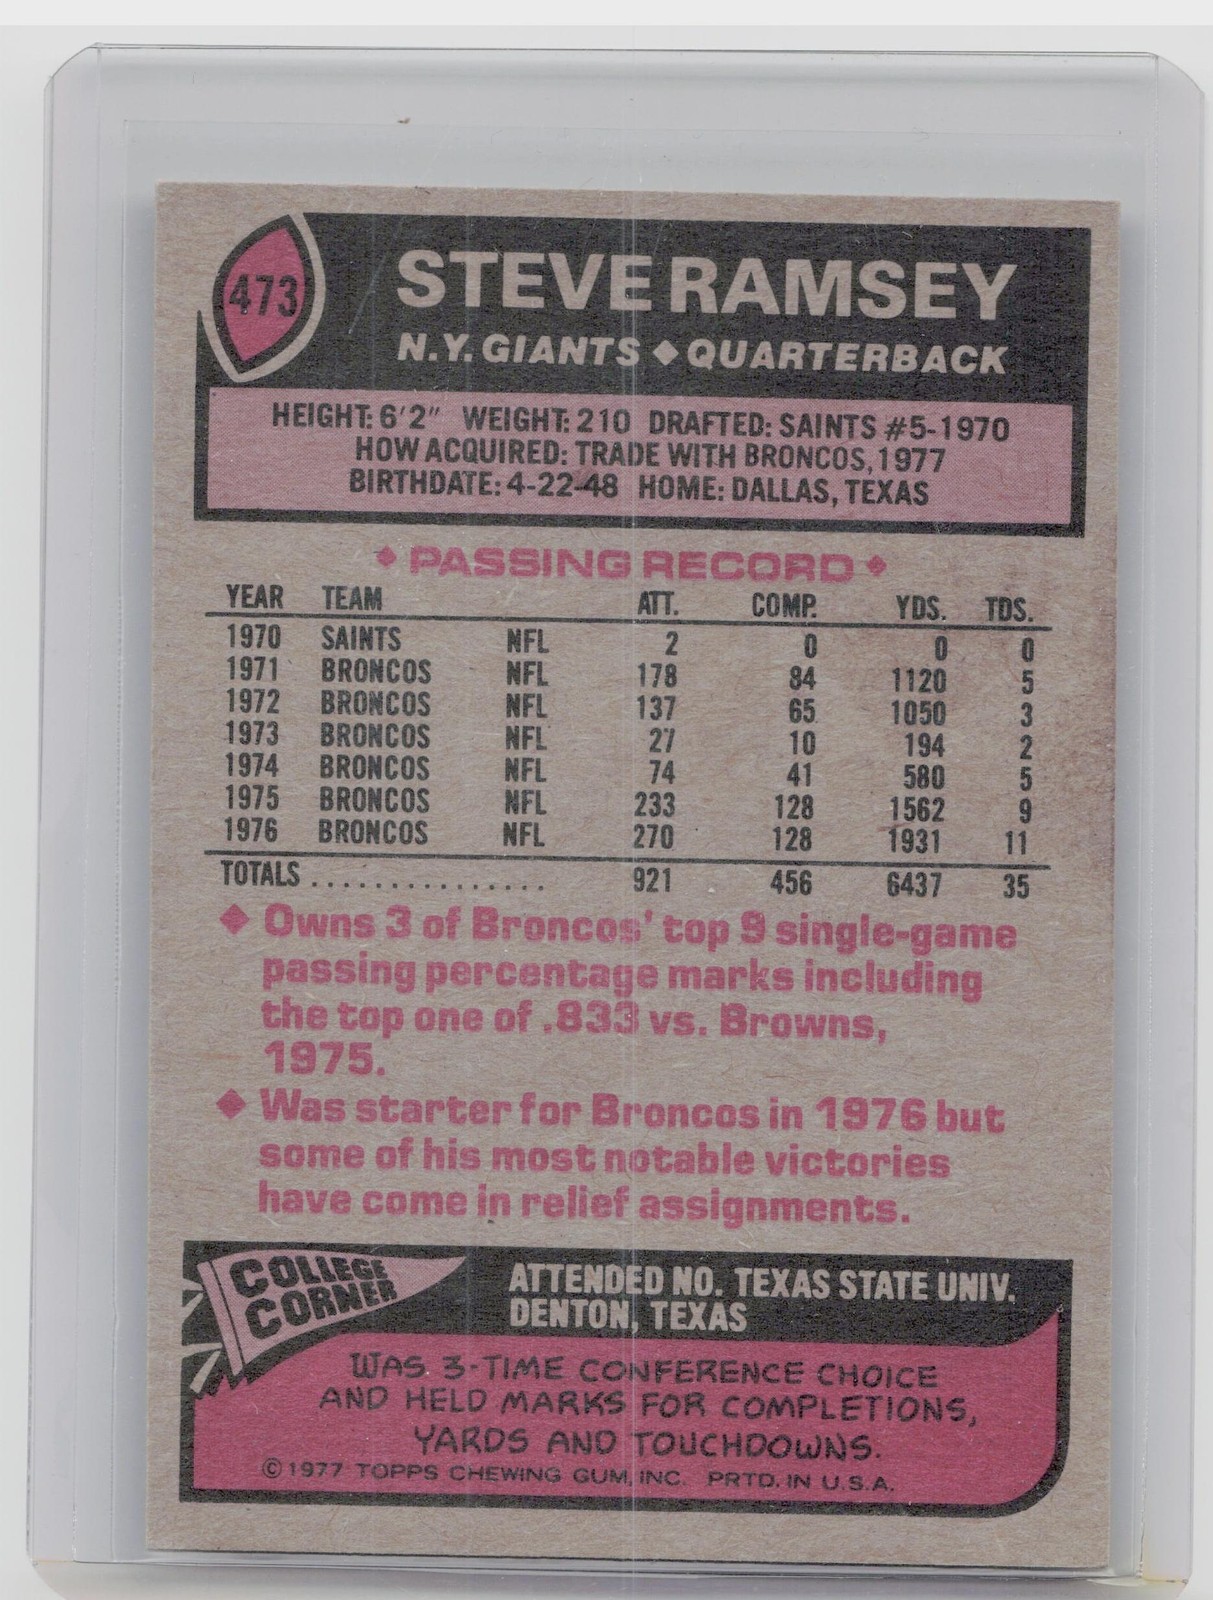 473
STEVE RAMSEY
N.Y. GIANTS ◆ QUARTERBACK
HEIGHT: 6'2" WEIGHT: 210 DRAFTED: SAINTS #5-1970
HOW ACQUIRED: TRADE WITH BRONCOS, 1977
BIRTHDATE: 4-22-48 HOME: DALLAS, TEXAS
◆ PASSING RECORD ◆
YEAR TEAM ATT. COMP. YDS. TDS.
1970 SAINTS NFL 2 0 0 0
1971 BRONCOS NFL 178 84 1120 5
1972 BRONCOS NFL 137 65 1050 3
1973 BRONCOS NFL 27 10 194 2
1974 BRONCOS NFL 74 41 580 5
1975 BRONCOS NFL 233 128 1562 9
1976 BRONCOS NFL 270 128 1931 11
TOTALS ............... 921 456 6437 35
◆ Owns 3 of Broncos' top 9 single-game
passing percentage marks including
the top one of .833 vs. Browns,
1975.
◆ Was starter for Broncos in 1976 but
some of his most notable victories
have come in relief assignments.
COLLEGE
CORNER
ATTENDED NO. TEXAS STATE UNIV.
DENTON, TEXAS
WAS 3-TIME CONFERENCE CHOICE
AND HELD MARKS FOR COMPLETIONS,
YARDS AND TOUCHDOWNS.
©1977 TOPPS CHEWING GUM, INC. PRTD. IN U.S.A.